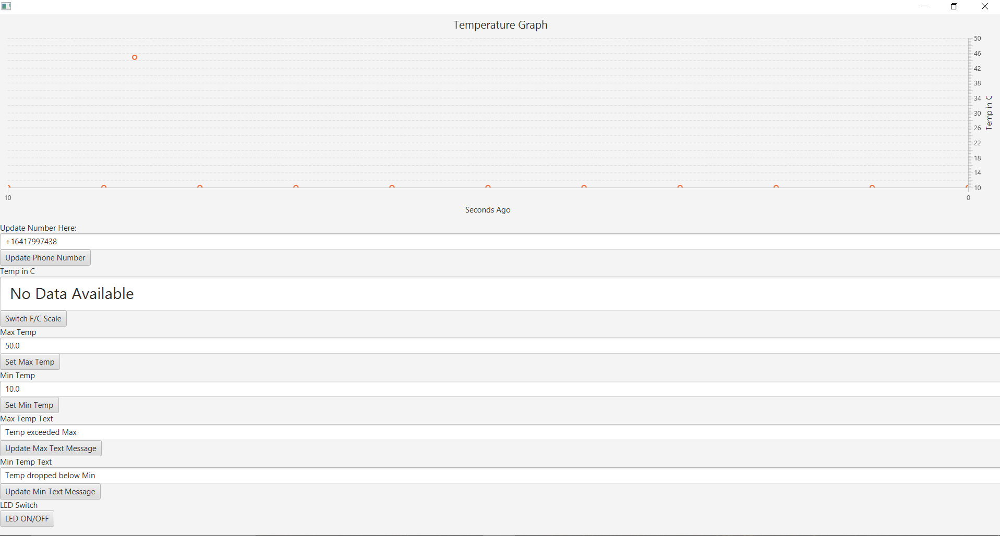 Temperature Graph
50
46
42
38
34
30
26
22
18
14
10
Temp in C
10
0
Seconds Ago
Update Number Here:
+16417997438
Update Phone Number
Temp in C
No Data Available
Switch F/C Scale
Max Temp
50.0
Set Max Temp
Min Temp
10.0
Set Min Temp
Max Temp Text
Temp exceeded Max
Update Max Text Message
Min Temp Text
Temp dropped below Min
Update Min Text Message
LED Switch
LED ON/OFF